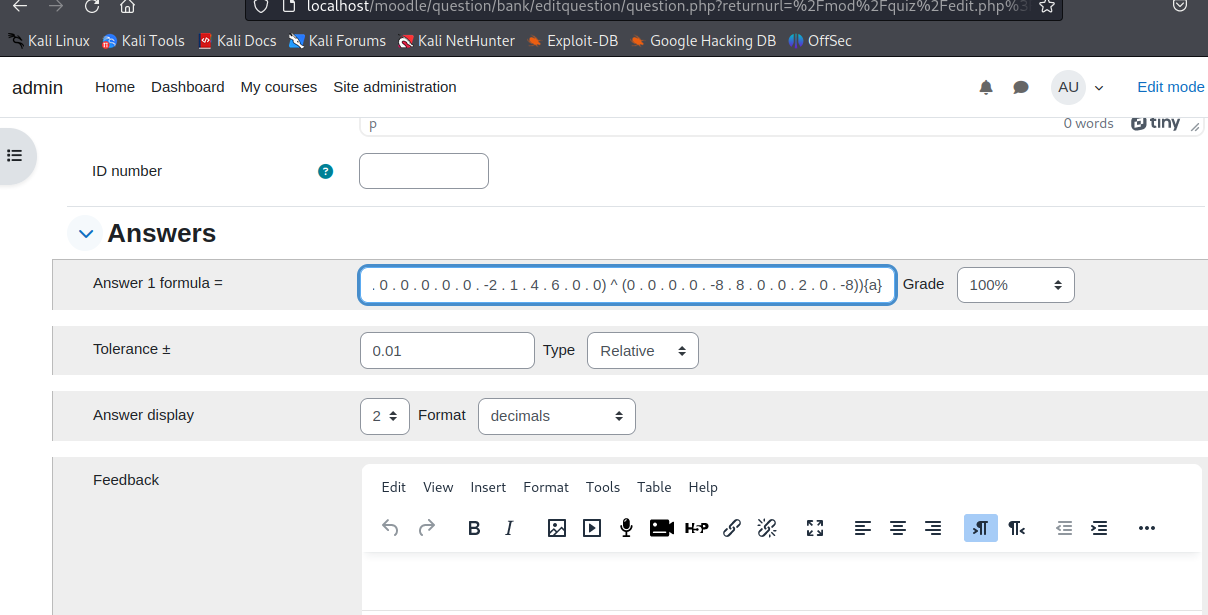 localhost/moodle/question/bank/editquestion/question.php?returnurl=%2Fmod%2Fquiz%2Fedit.php%3
Kali Linux Kali Tools Kali Docs Kali Forums Kali NetHunter Exploit-DB Google Hacking DB OffSec
admin Home Dashboard My courses Site administration AU Edit mode
p 0 words tiny
ID number ?
Answers
Answer 1 formula = . 0 . 0 . 0 . 0 . 0 . -2 . 1 . 4 . 6 . 0 . 0) ^ (0 . 0 . 0 . 0 . -8 . 8 . 0 . 0 . 2 . 0 . -8)){a} Grade 100%
Tolerance ± 0.01 Type Relative
Answer display 2 Format decimals
Feedback
Edit View Insert Format Tools Table Help
B I H-P